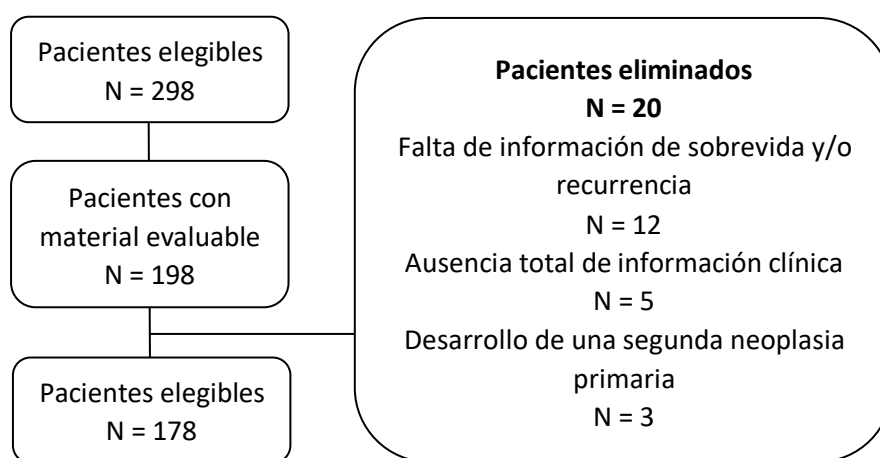 Pacientes elegibles
N = 298
Pacientes con
material evaluable
N = 198
Pacientes elegibles
N = 178
Pacientes eliminados
N = 20
Falta de información de sobrevida y/o
recurrencia
N = 12
Ausencia total de información clínica
N = 5
Desarrollo de una segunda neoplasia
primaria
N = 3